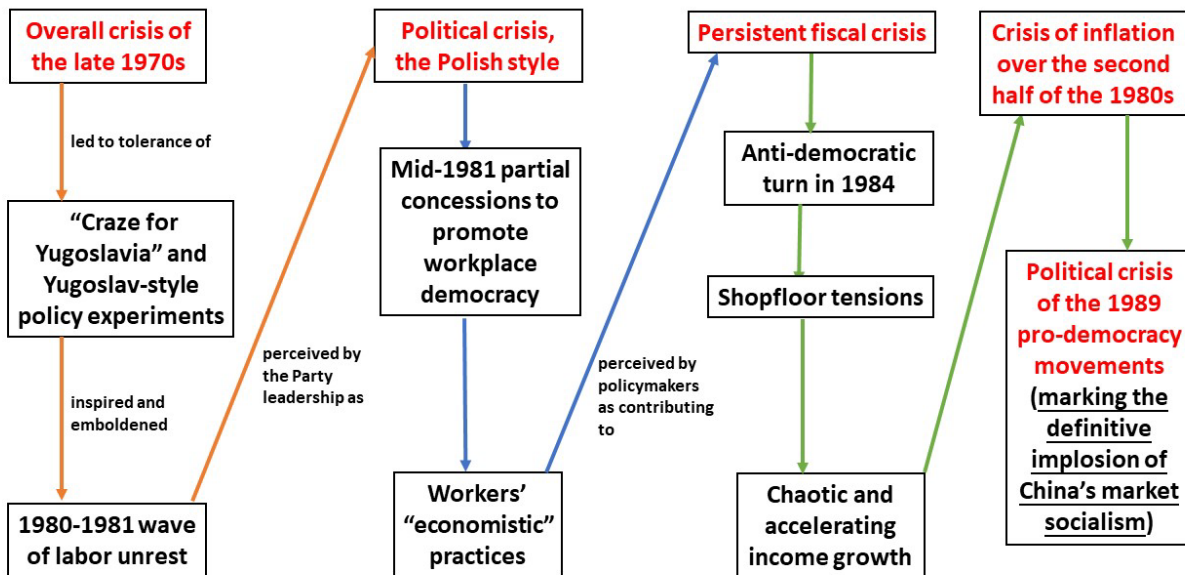 Overall crisis of
the late 1970s
led to tolerance of
“Craze for
Yugoslavia” and
Yugoslav-style
policy experiments
inspired and
emboldened
1980-1981 wave
of labor unrest
perceived by
the Party
leadership as
Political crisis,
the Polish style
Mid-1981 partial
concessions to
promote
workplace
democracy
Workers’
“economistic”
practices
perceived by
policymakers
as contributing
to
Persistent fiscal crisis
Anti-democratic
turn in 1984
Shopfloor tensions
Chaotic and
accelerating
income growth
Crisis of inflation
over the second
half of the 1980s
Political crisis
of the 1989
pro-democracy
movements
(marking the
definitive
implosion of
China’s market
socialism)